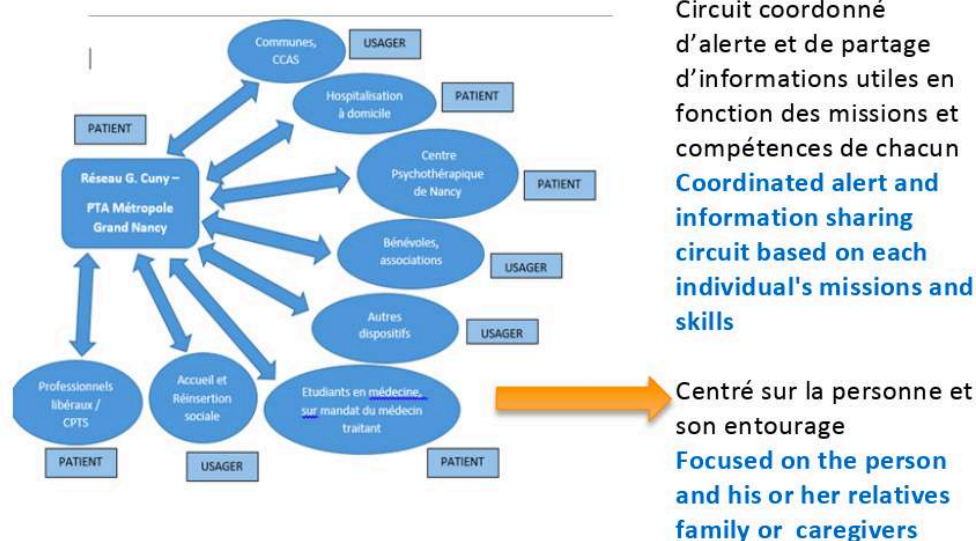 Communes,
CCAS
USAGER
Hospitalisation
à domicile
PATIENT
PATIENT
Réseau G. Cuny –
PTA Métropole
Grand Nancy
Centre
Psychothérapique
de Nancy
PATIENT
Bénévoles,
associations
USAGER
Autres
dispositifs
USAGER
Professionnels
libéraux /
CPTS
PATIENT
Accueil et
Réinsertion
sociale
USAGER
Etudiants en médecine,
sur mandat du médecin
traitant
PATIENT
Circuit coordonné
d’alerte et de partage
d’informations utiles en
fonction des missions et
compétences de chacun
Coordinated alert and
information sharing
circuit based on each
individual's missions and
skills
Centré sur la personne et
son entourage
Focused on the person
and his or her relatives
family or caregivers